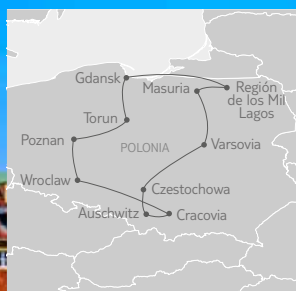 Gdansk
Masuria
Región
de los Mil
Lagos
Torun
Poznan
POLONIA
Varsovia
Wroclaw
Czestochowa
Auschwitz
Cracovia